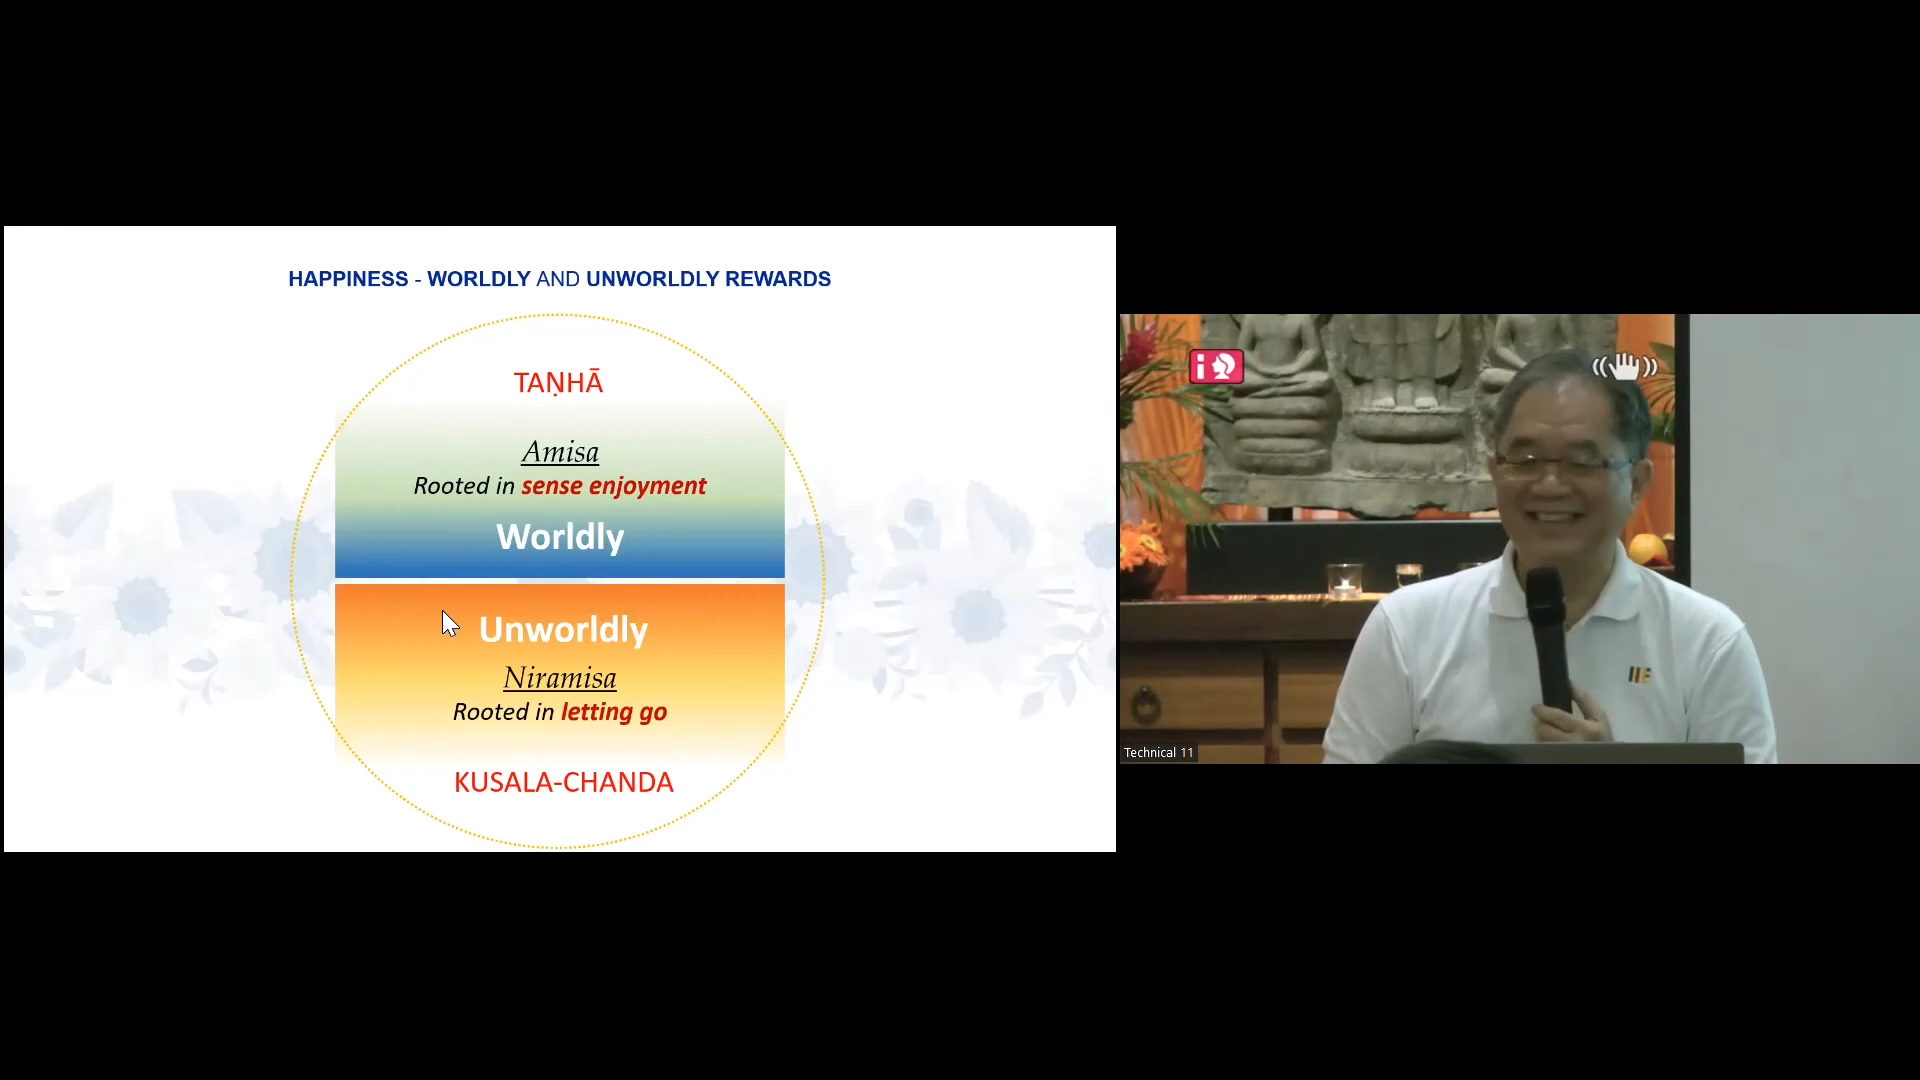 HAPPINESS - WORLDLY AND UNWORLDLY REWARDS
TAṆHĀ
Amisa
Rooted in sense enjoyment
Worldly
Unworldly
Niramisa
Rooted in letting go
KUSALA-CHANDA
Technical 11